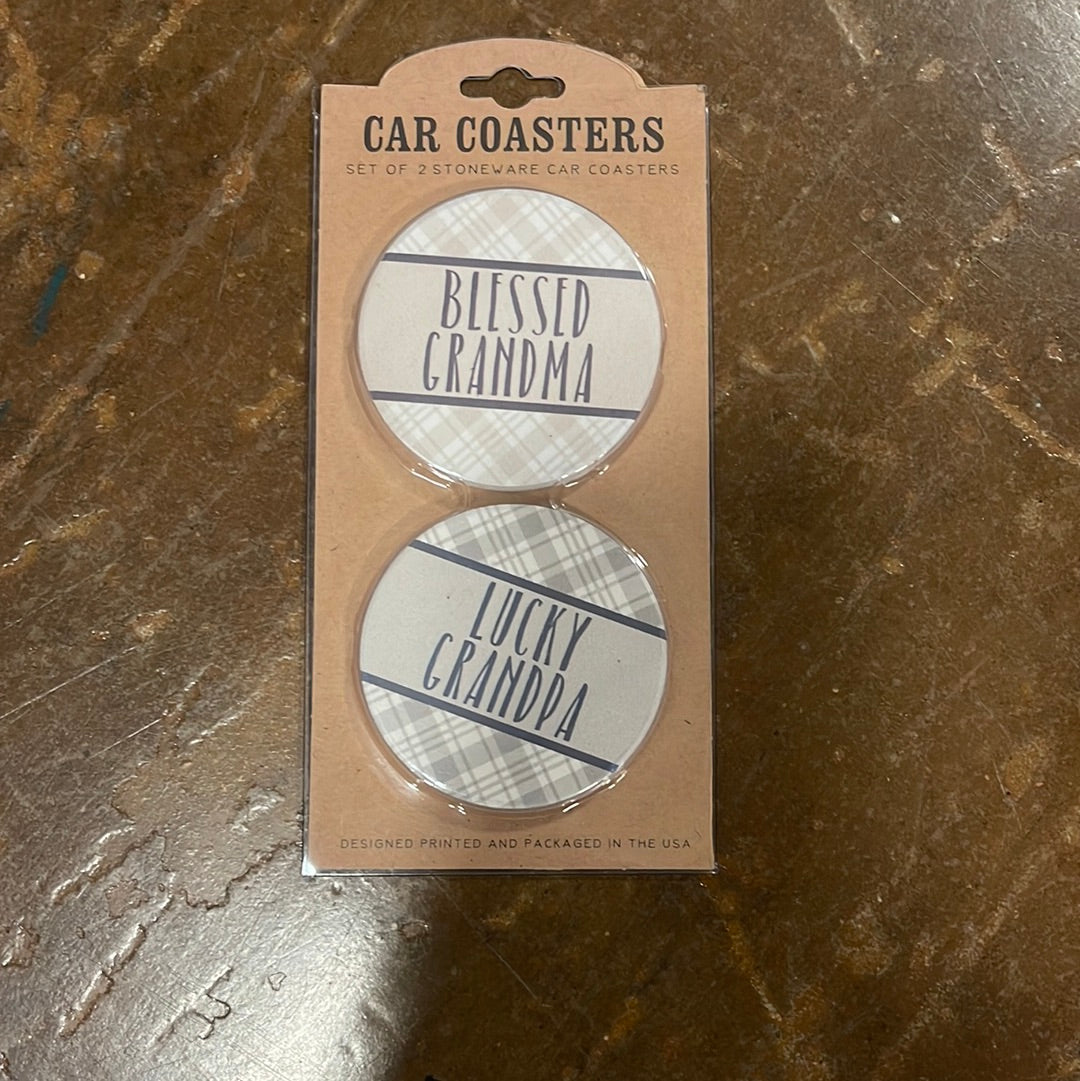 CAR COASTERS
SET OF 2 STONEWARE CAR COASTERS
BLESSED
GRANDMA
LUCKY
GRANDPA
DESIGNED PRINTED AND PACKAGED IN THE USA